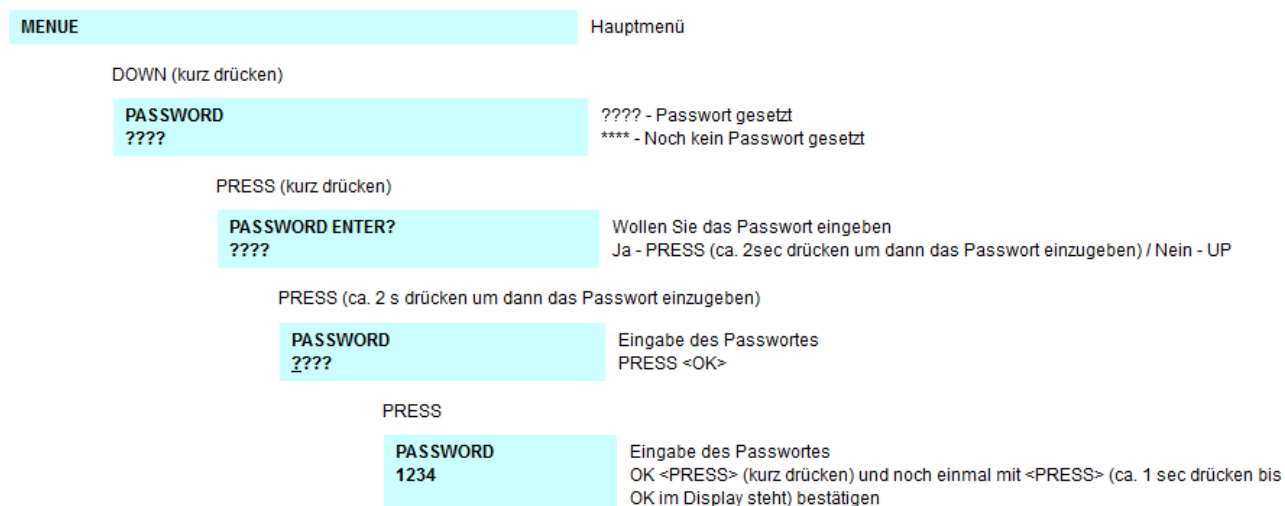 MENUE Hauptmenü
DOWN (kurz drücken)
PASSWORD ???? - Passwort gesetzt
???? **** - Noch kein Passwort gesetzt
PRESS (kurz drücken)
PASSWORD ENTER? Wollen Sie das Passwort eingeben
???? Ja - PRESS (ca. 2sec drücken um dann das Passwort einzugeben) / Nein - UP
PRESS (ca. 2 s drücken um dann das Passwort einzugeben)
PASSWORD Eingabe des Passwortes
???? PRESS <OK>
PRESS
PASSWORD Eingabe des Passwortes
1234 OK <PRESS> (kurz drücken) und noch einmal mit <PRESS> (ca. 1 sec drücken bis
OK im Display steht) bestätigen